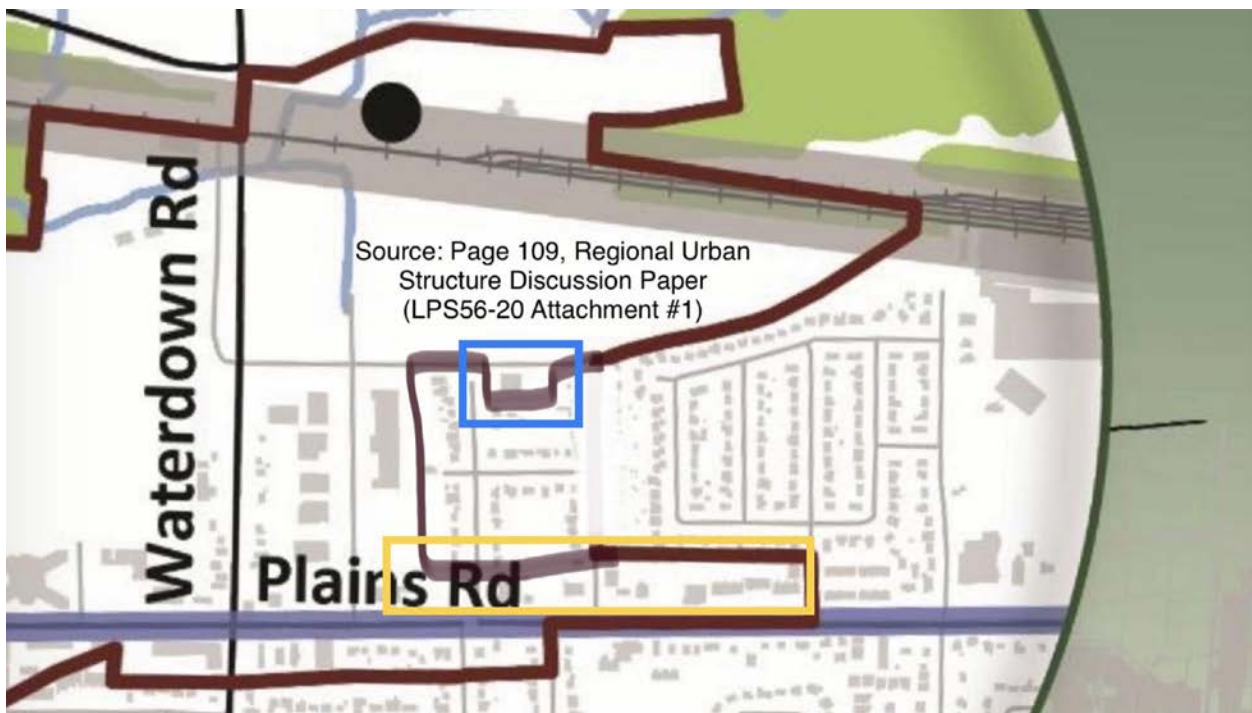 Waterdown Rd
Source: Page 109, Regional Urban
Structure Discussion Paper
(LPS56-20 Attachment #1)
Plains Rd